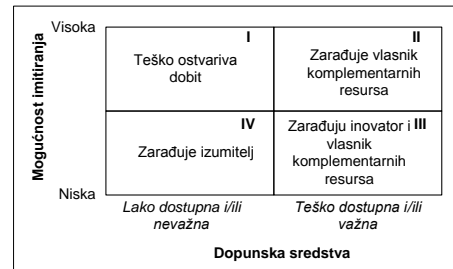 Mogućnost imitiranja
Visoka
Niska
I
Teško ostvariva
dobit
II
Zarađuje vlasnik
komplementarnih
resursa
IV
Zarađuje izumitelj
Zarađuju inovator i III
vlasnik
komplementarnih
resursa
Lako dostupna i/ili
nevažna
Teško dostupna i/ili
važna
Dopunska sredstva